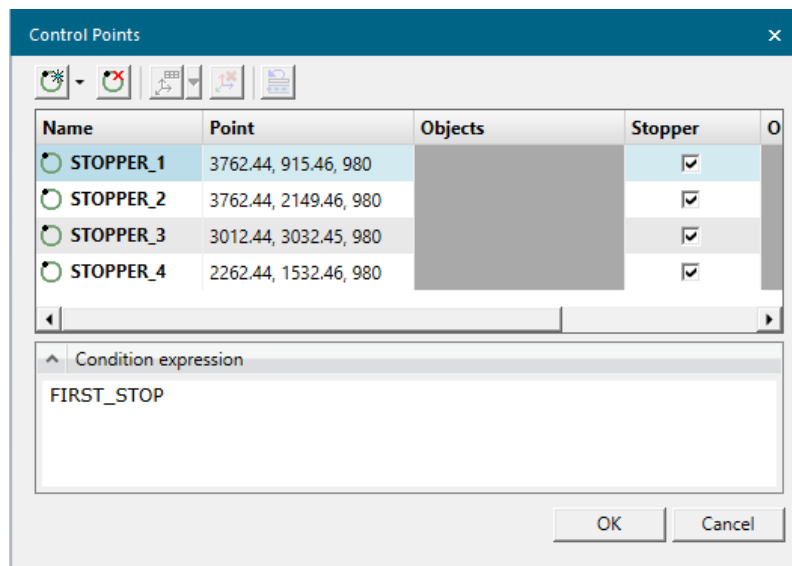 Control Points
Name Point Objects Stopper O
STOPPER_1 3762.44, 915.46, 980
STOPPER_2 3762.44, 2149.46, 980
STOPPER_3 3012.44, 3032.45, 980
STOPPER_4 2262.44, 1532.46, 980
Condition expression
FIRST_STOP
OK Cancel